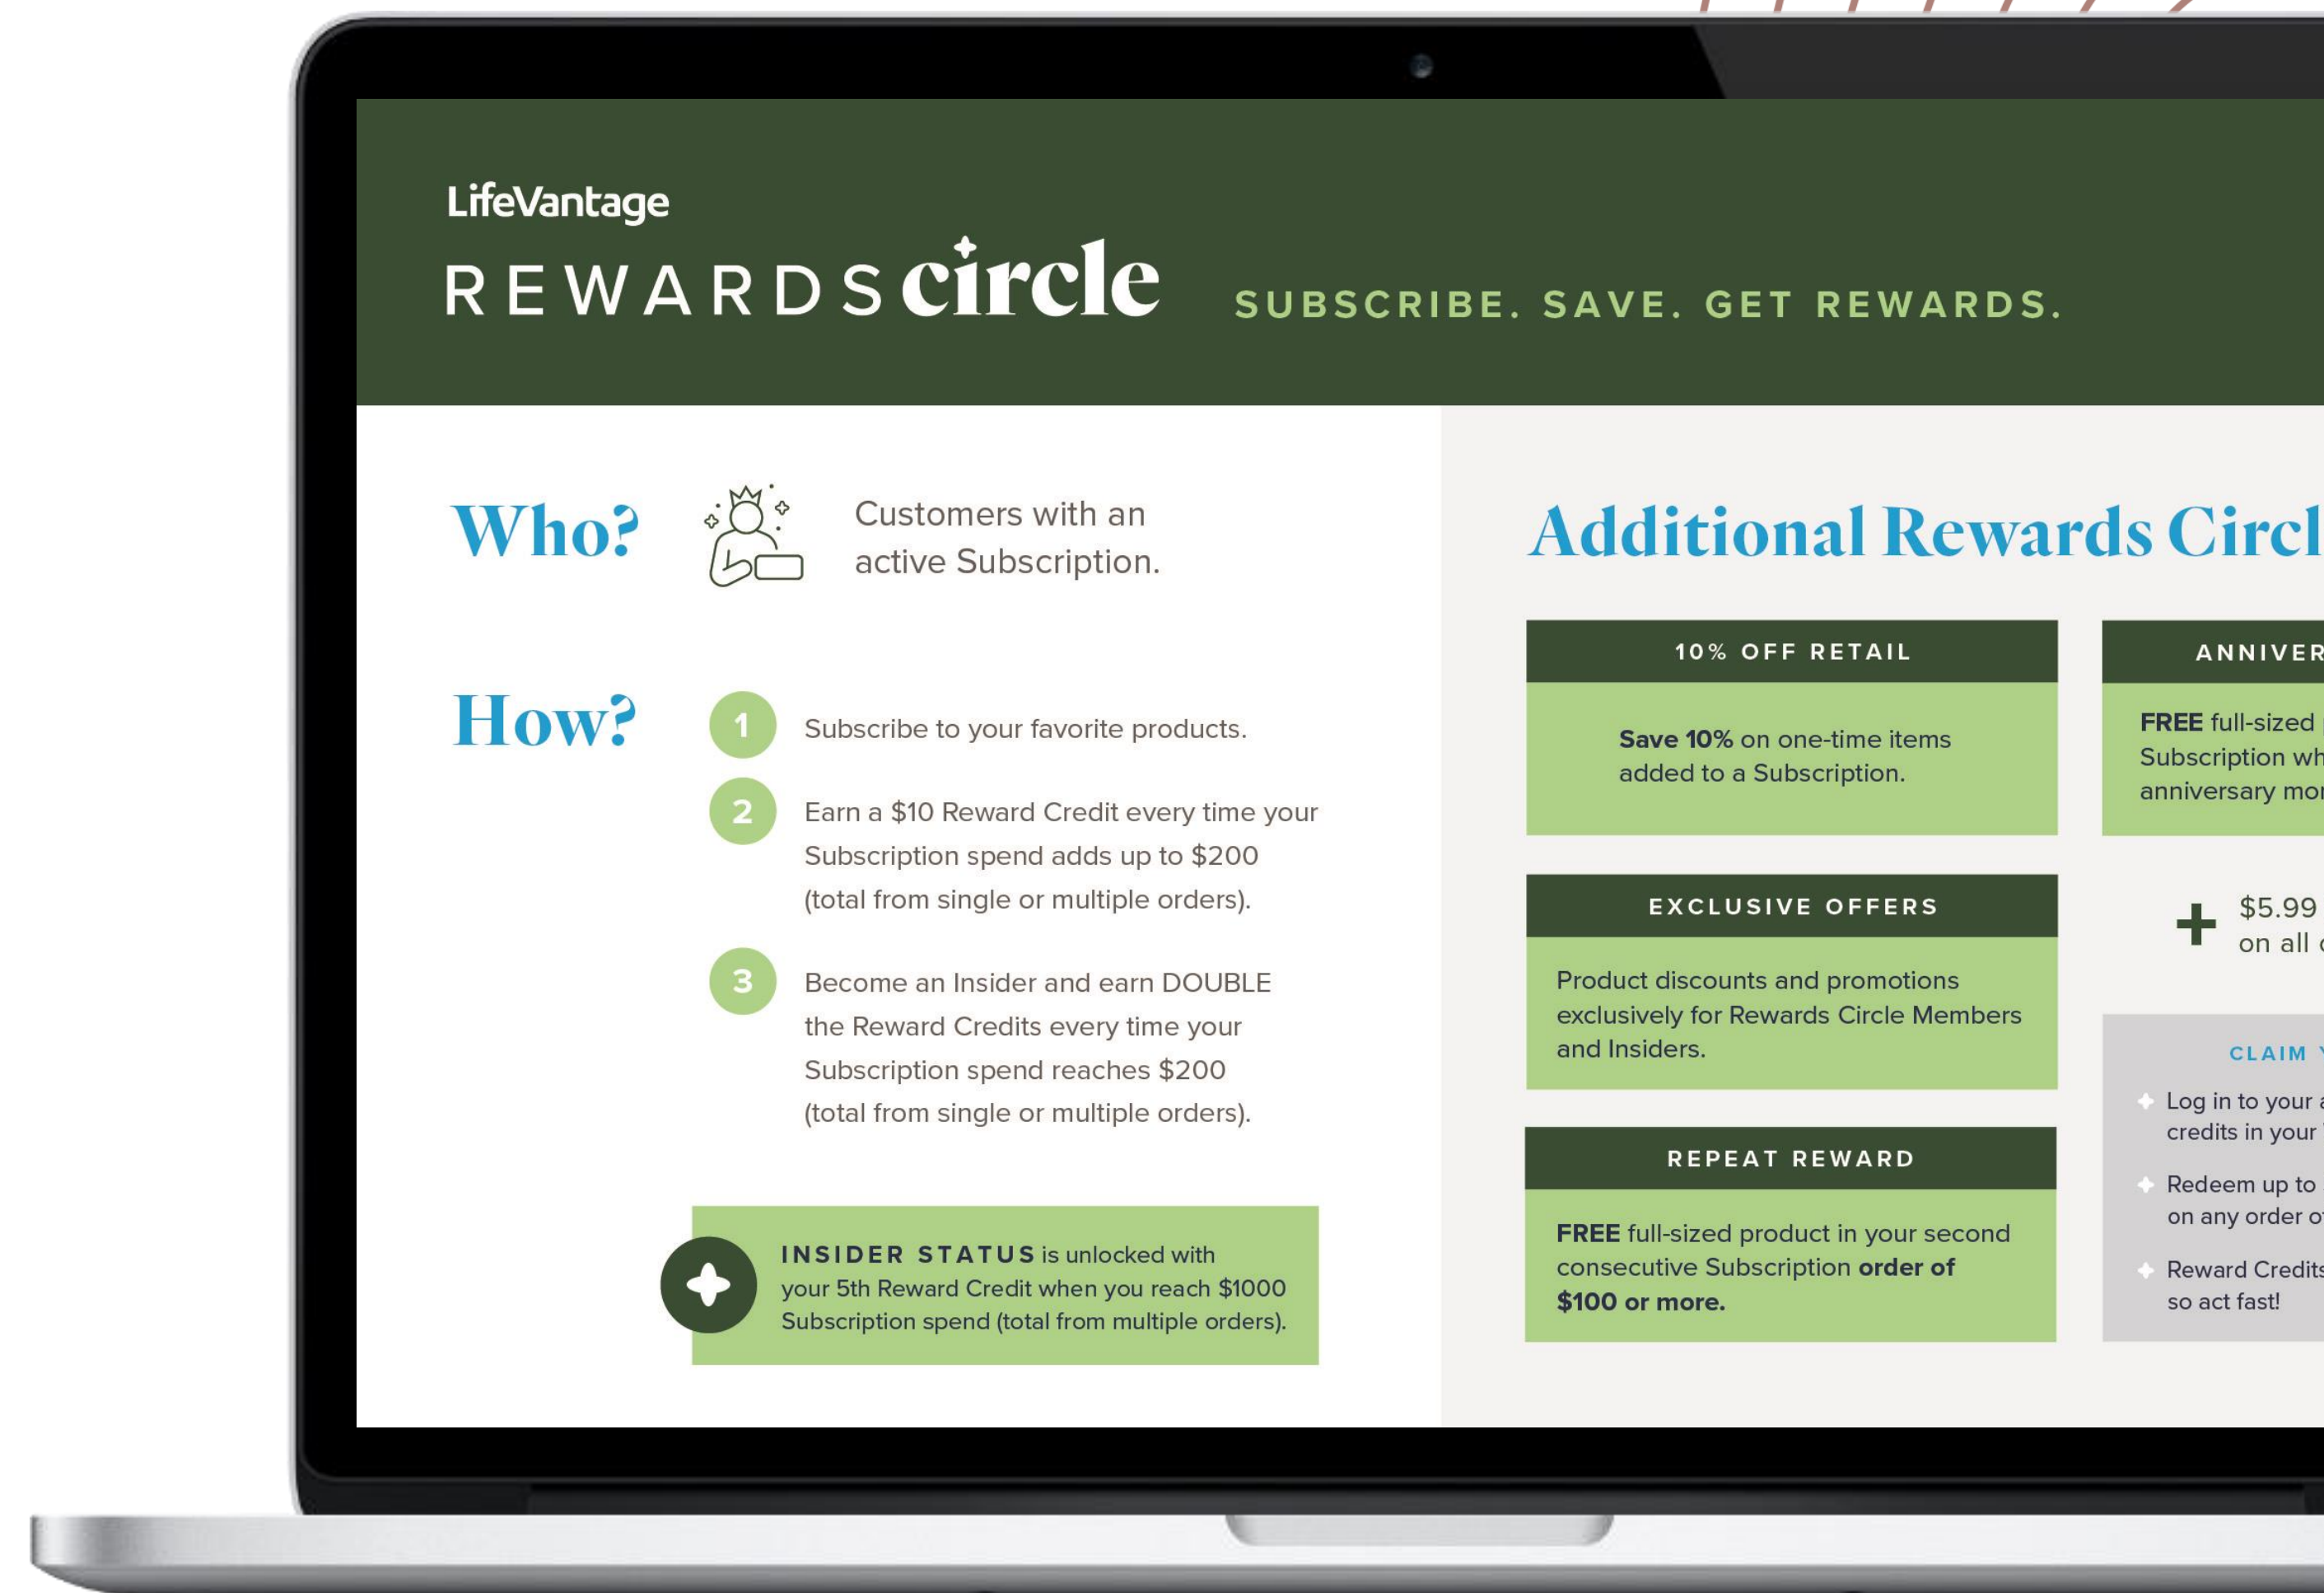 LifeVantage
REWARDS circle
SUBSCRIBE. SAVE. GET REWARDS.
Who?
Customers with an
active Subscription.
How?
1
Subscribe to your favorite products.
2
Earn a $10 Reward Credit every time your
Subscription spend adds up to $200
(total from single or multiple orders).
3
Become an Insider and earn DOUBLE
the Reward Credits every time your
Subscription spend reaches $200
(total from single or multiple orders).
INSIDER STATUS is unlocked with
your 5th Reward Credit when you reach $1000
Subscription spend (total from multiple orders).
Additional Rewards
10% OFF RETAIL
Save 10% on one-time items
added to a Subscription.
EXCLUSIVE OFFERS
Product discounts and promotions
exclusively for Rewards Circle Members
and Insiders.
REPEAT REWARD
FREE full-sized product in your second
consecutive Subscription order of
$100 or more.
FREE full-sized
Subscription
anniversary
+ $5.99
on all
CLAIM
Log in to your
credits in your
Redeem up to
on any order
Reward Credits
so act fast!